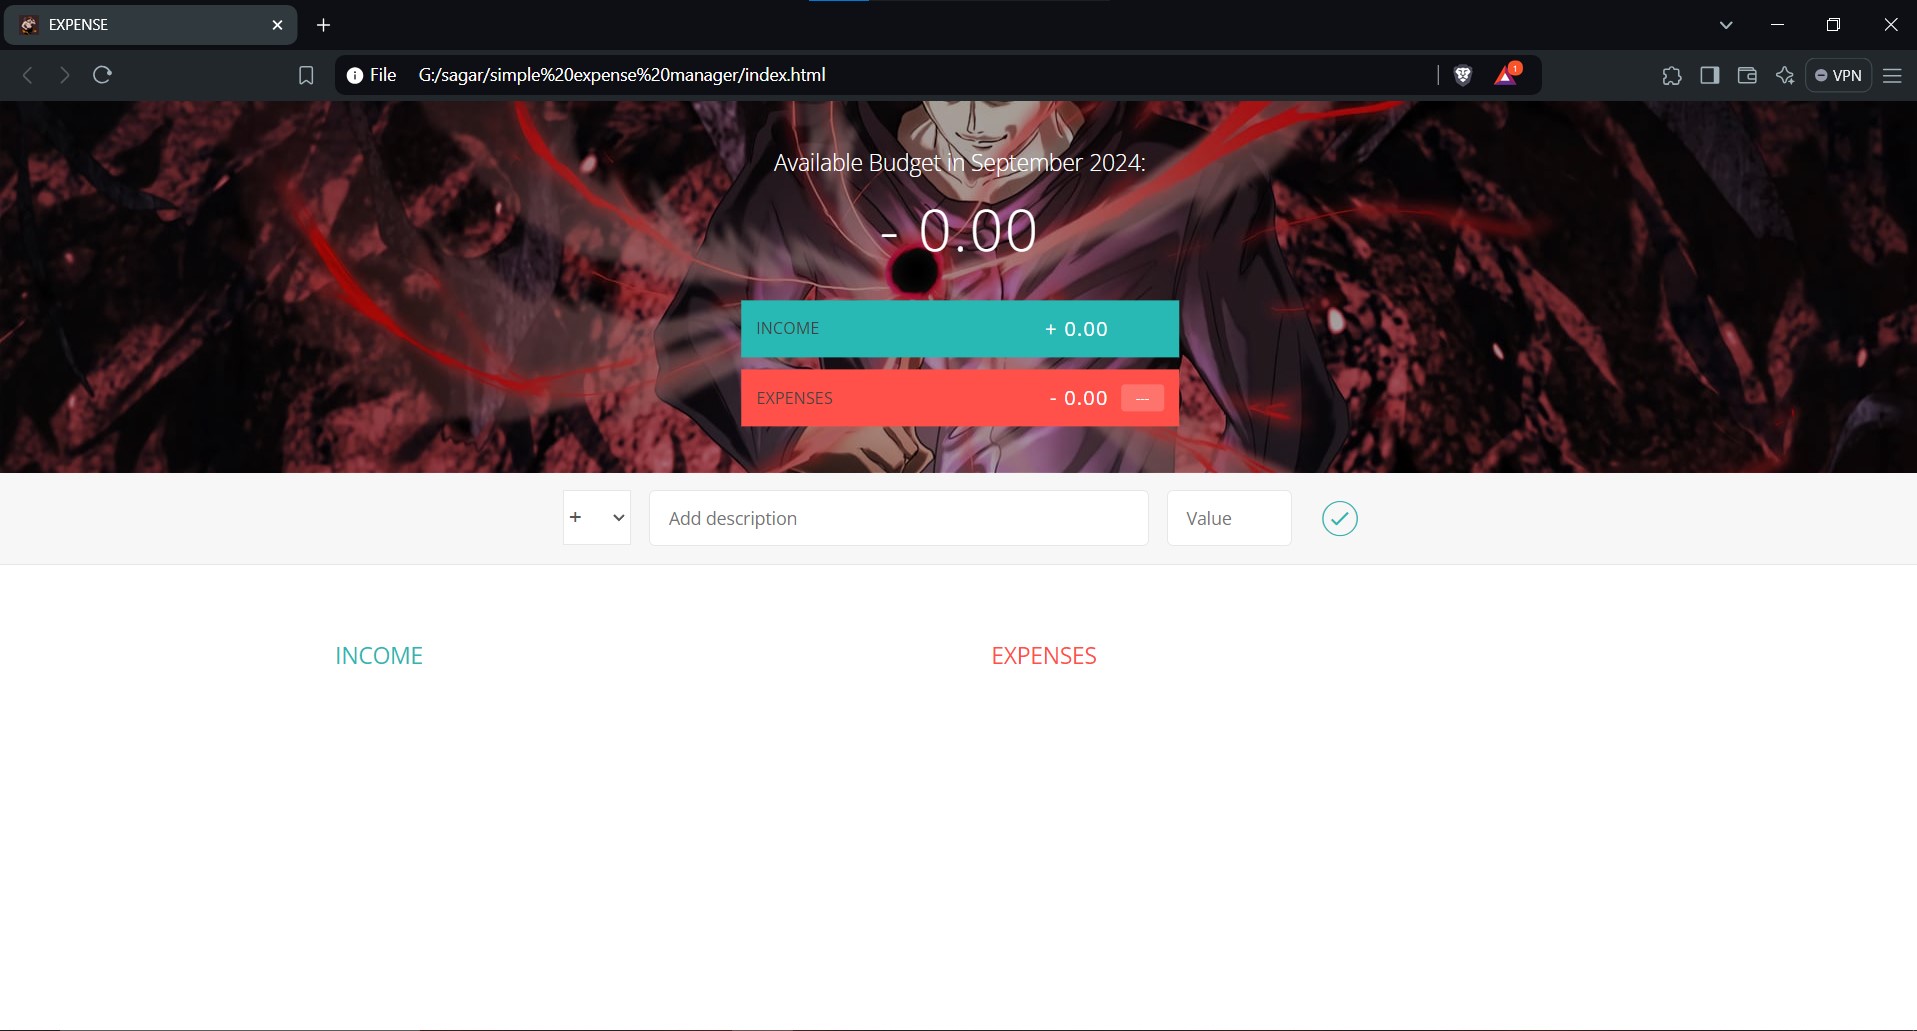 EXPENSE
File G:/sagar/simple%20expense%20manager/index.html
1
VPN
Available Budget in September 2024:
- 0.00
INCOME + 0.00
EXPENSES - 0.00 ---
+ Add description Value
INCOME EXPENSES